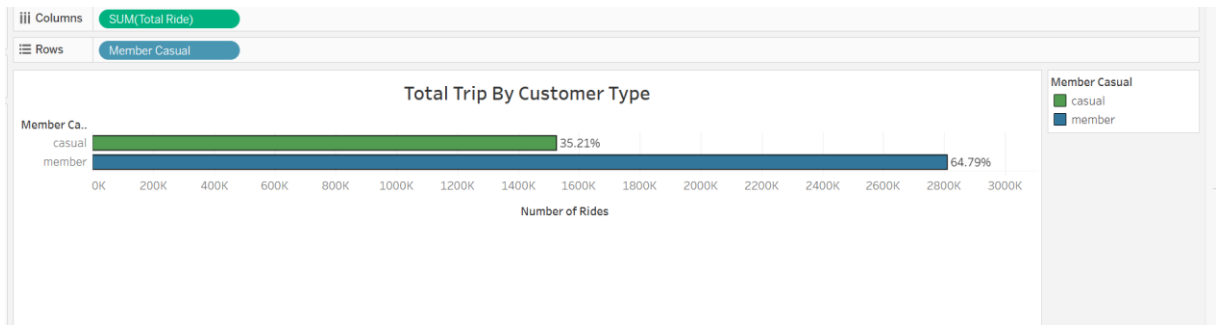 Columns SUM(Total Ride)
Rows Member Casual
Total Trip By Customer Type
Member Casual
casual
member
Member Ca..
casual 35.21%
member 64.79%
0K 200K 400K 600K 800K 1000K 1200K 1400K 1600K 1800K 2000K 2200K 2400K 2600K 2800K 3000K
Number of Rides